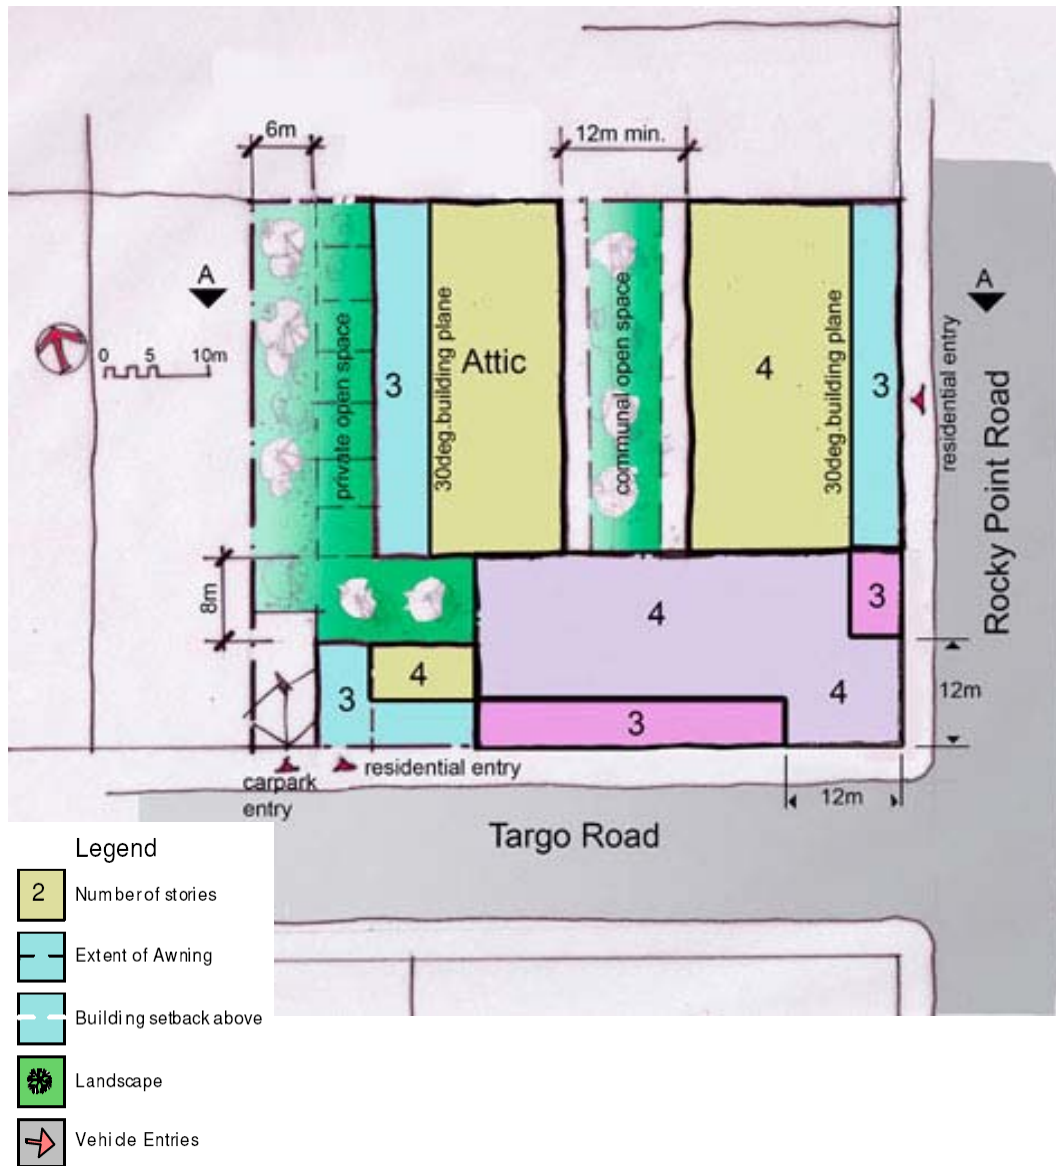 6m
12m min.
A
A
0 5 10m
private open space
3
30deg.building plane
Attic
communal open space
4
30deg.building plane
3
residential entry
Rocky Point Road
8m
4
3
3
4
4
3
12m
carpark
entry
residential entry
12m
Targo Road
Legend
2 Number of stories
Extent of Awning
Building setback above
Landscape
Vehicle Entries